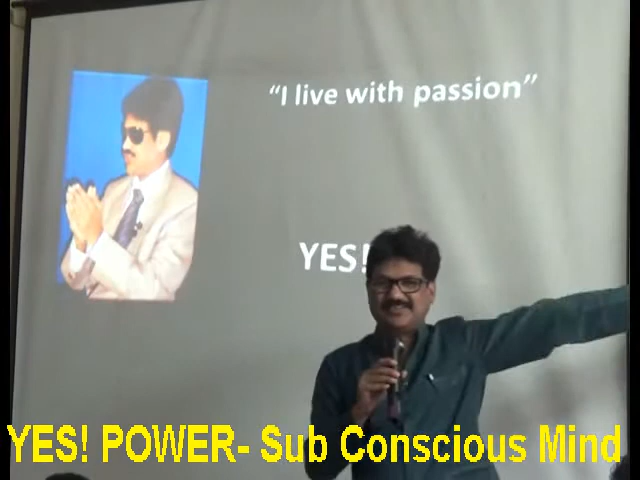 “I live with passion”
YES!
YES! POWER- Sub Conscious Mind